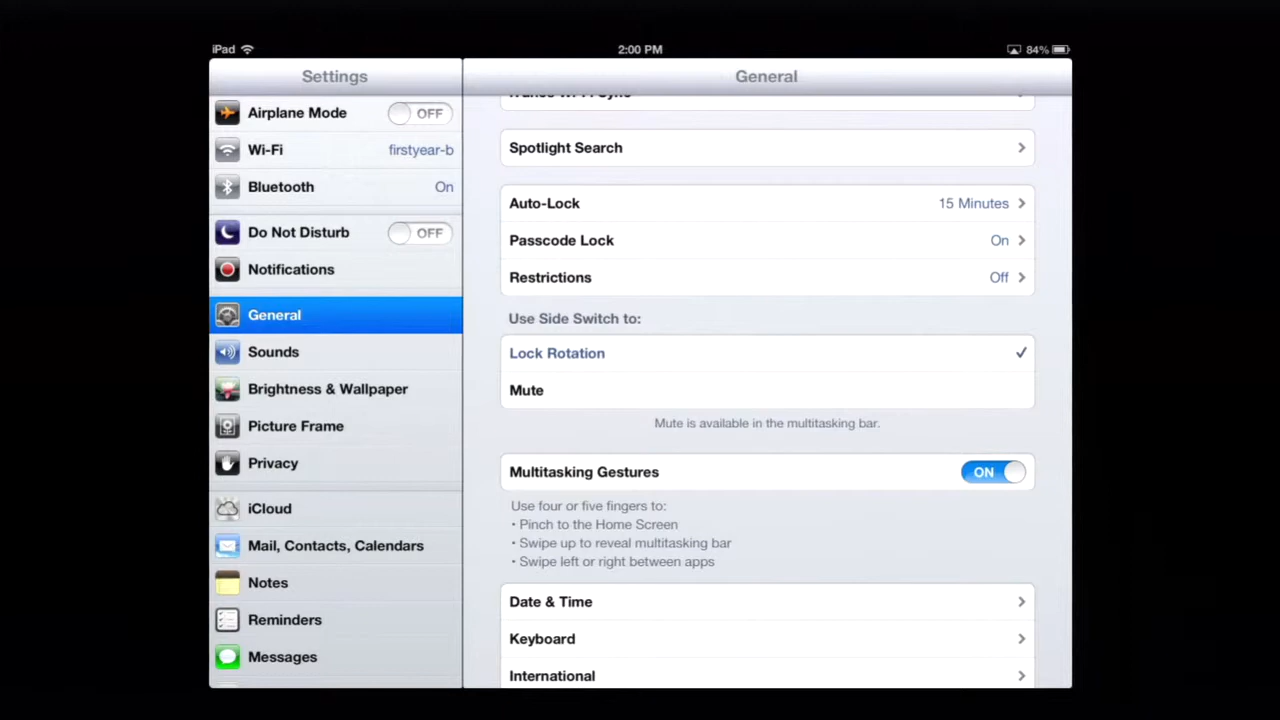 iPad
2:00 PM
84%
Settings
General
Airplane Mode OFF
Wi-Fi firstyear-b
Bluetooth On
Do Not Disturb OFF
Notifications
General
Sounds
Brightness & Wallpaper
Picture Frame
Privacy
iCloud
Mail, Contacts, Calendars
Notes
Reminders
Messages
Spotlight Search
Auto-Lock 15 Minutes
Passcode Lock On
Restrictions Off
Use Side Switch to:
Lock Rotation
Mute
Mute is available in the multitasking bar.
Multitasking Gestures ON
Use four or five fingers to:
• Pinch to the Home Screen
• Swipe up to reveal multitasking bar
• Swipe left or right between apps
Date & Time
Keyboard
International